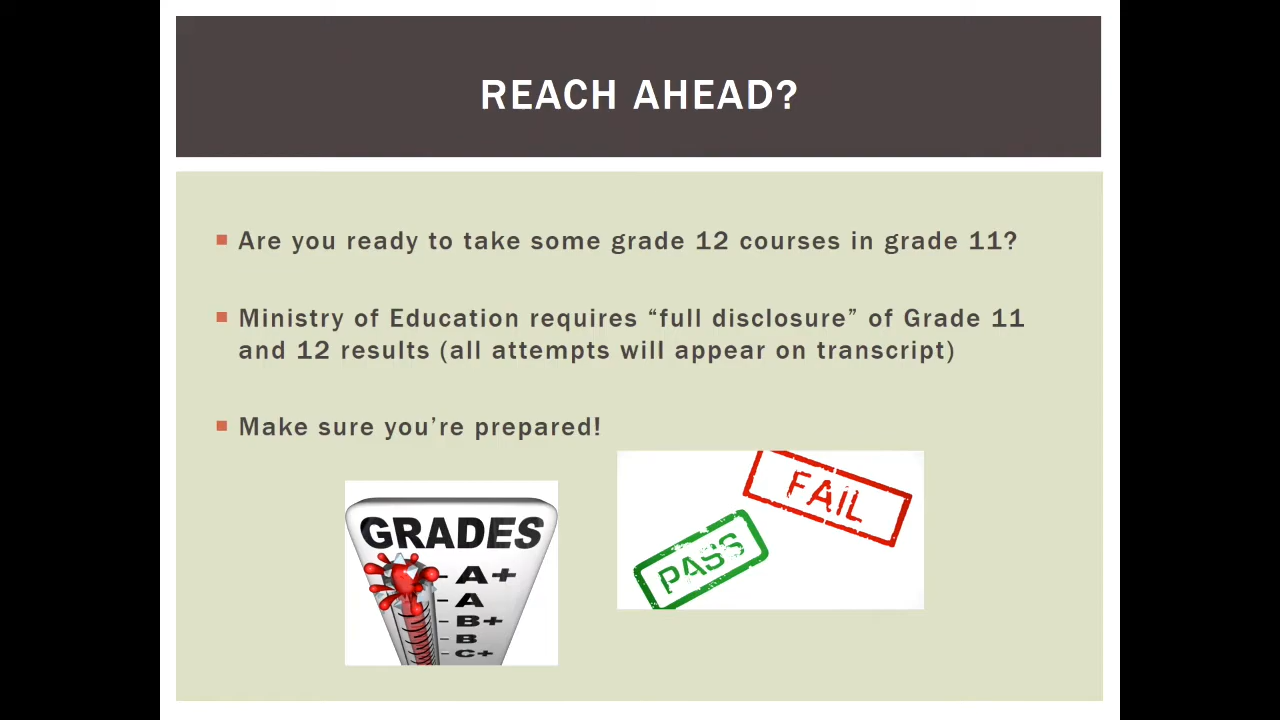 REACH AHEAD?
Are you ready to take some grade 12 courses in grade 11?
Ministry of Education requires “full disclosure” of Grade 11
and 12 results (all attempts will appear on transcript)
Make sure you’re prepared!
GRADES
A+
A
B+
B
C+
FAIL
PASS